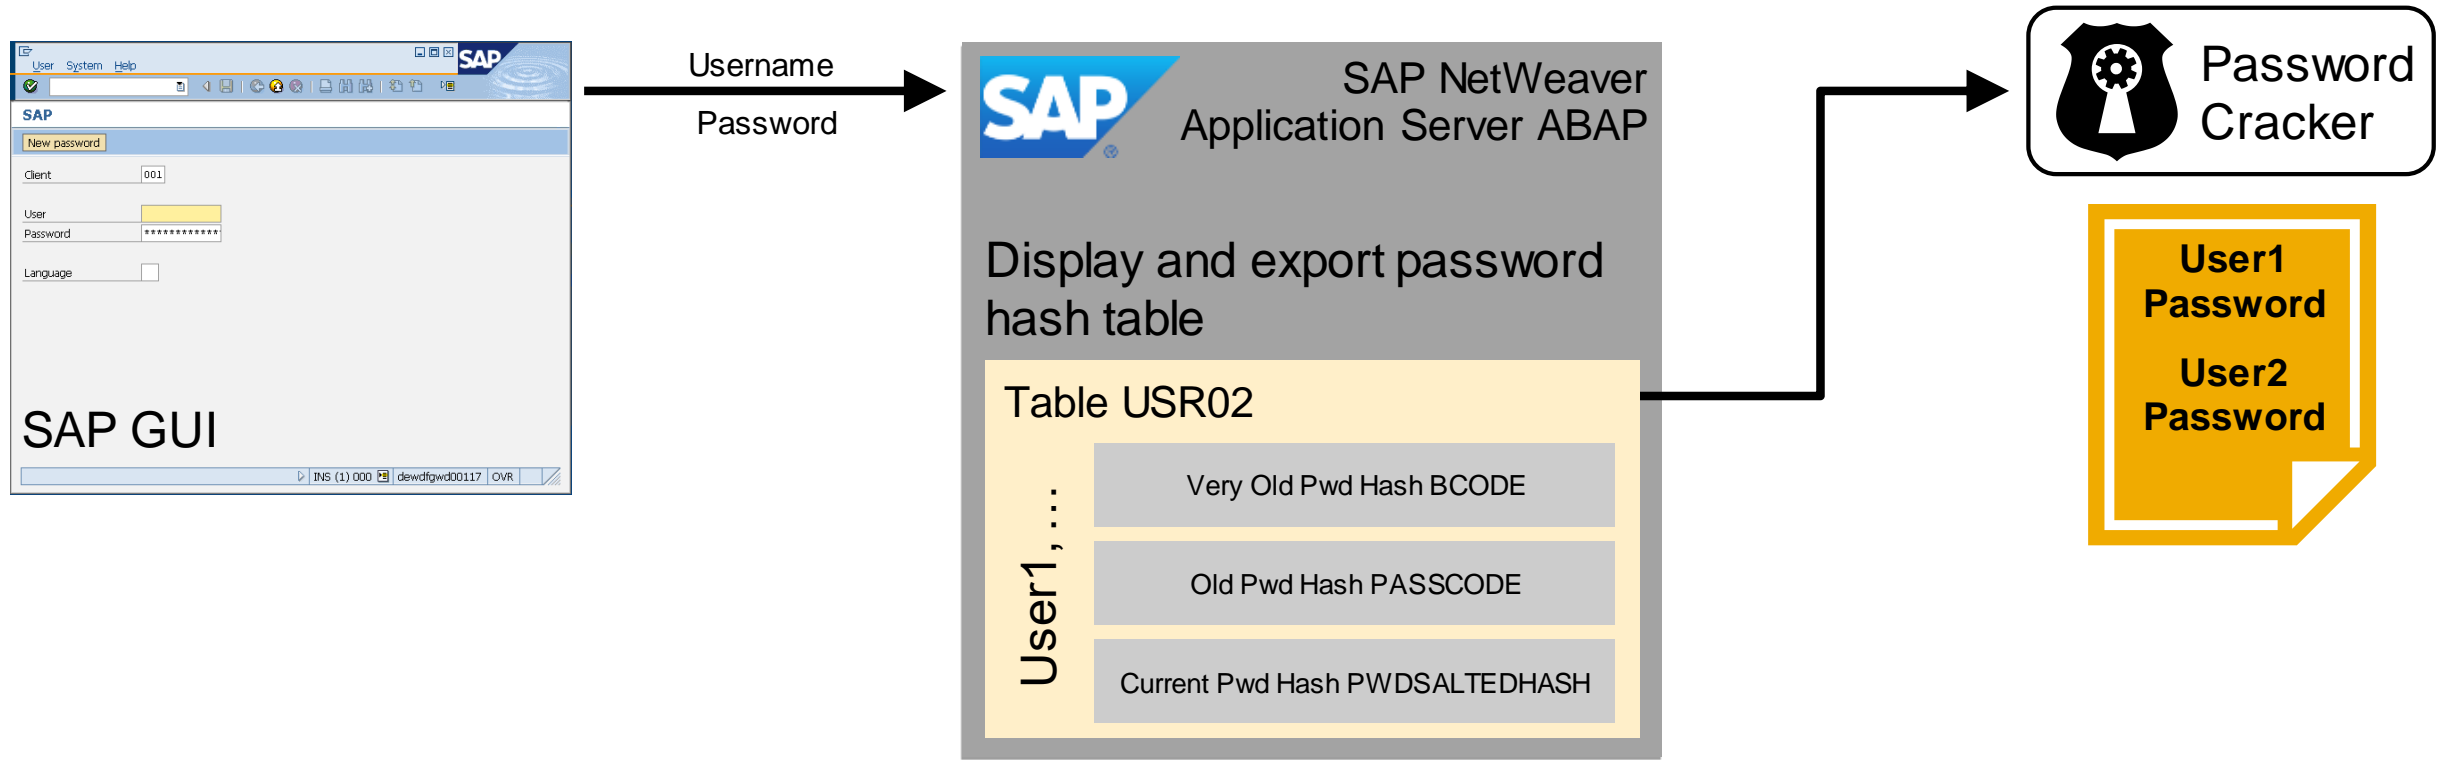 User System Help
SAP
SAP
New password
Client 001
User
Password ************
Language
SAP GUI
INS (1) 000 dewdfgwd00117 OVR
Username
Password
SAP
SAP NetWeaver
Application Server ABAP
Display and export password
hash table
Table USR02
User1, ...
Very Old Pwd Hash BCODE
Old Pwd Hash PASSCODE
Current Pwd Hash PWDSALTEDHASH
Password
Cracker
User1
Password
User2
Password